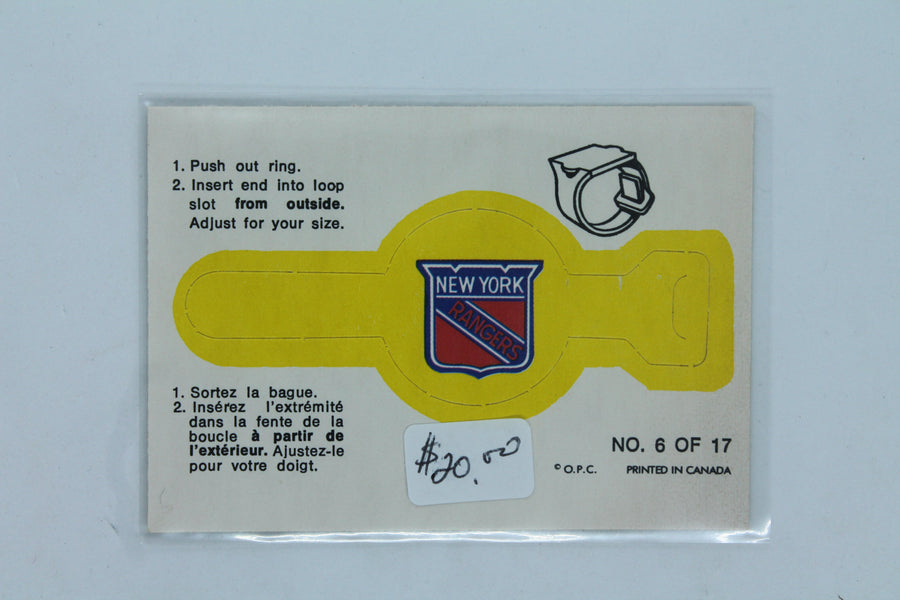 1. Push out ring.
2. Insert end into loop
slot from outside.
Adjust for your size.
NEW YORK
RANGERS
1. Sortez la bague.
2. Insérez l'extrémité
dans la fente de la
boucle à partir de
l'extérieur. Ajustez-le
pour votre doigt.
$20.00
NO. 6 OF 17
© O.P.C. PRINTED IN CANADA